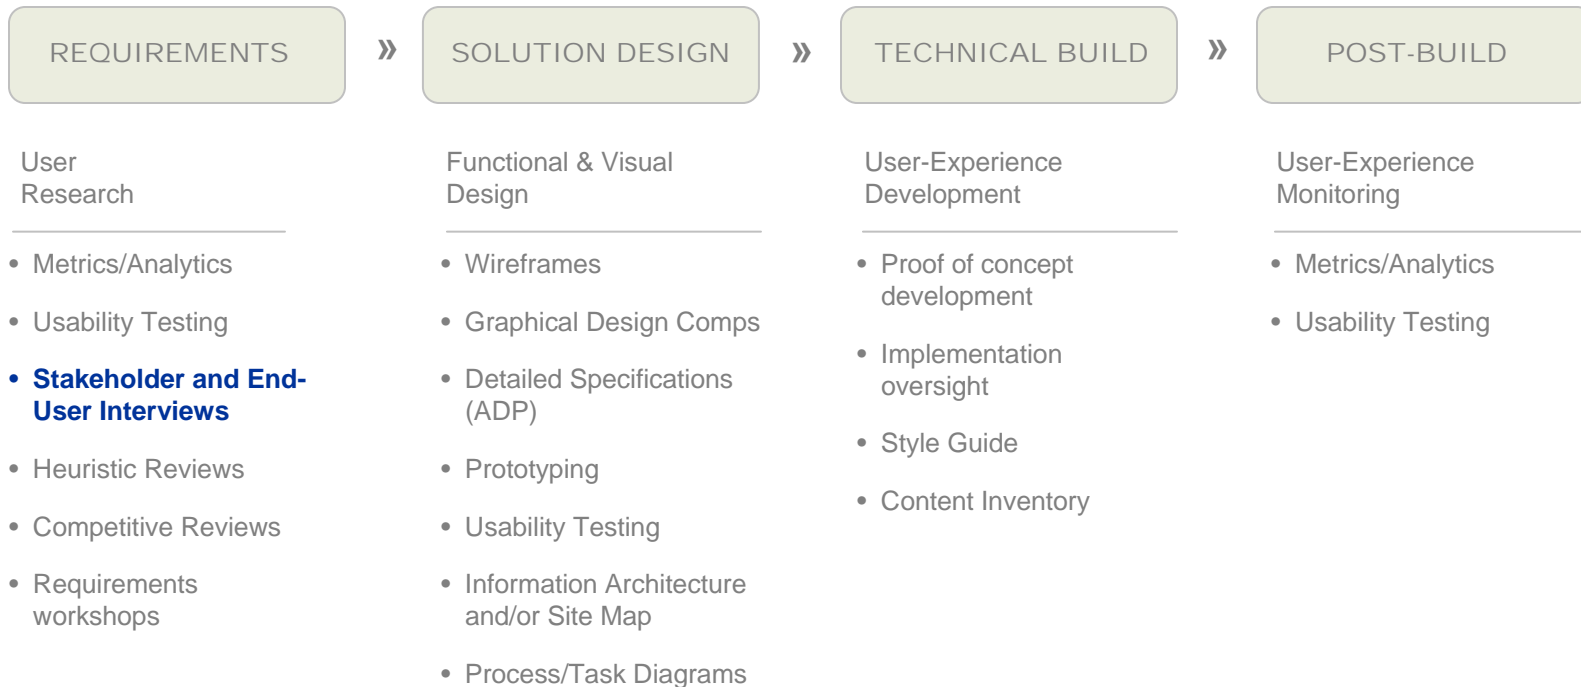 REQUIREMENTS » SOLUTION DESIGN » TECHNICAL BUILD » POST-BUILD
User
Research
• Metrics/Analytics
• Usability Testing
• Stakeholder and End-
User Interviews
• Heuristic Reviews
• Competitive Reviews
• Requirements
workshops
Functional & Visual
Design
• Wireframes
• Graphical Design Comps
• Detailed Specifications
(ADP)
• Prototyping
• Usability Testing
• Information Architecture
and/or Site Map
• Process/Task Diagrams
User-Experience
Development
• Proof of concept
development
• Implementation
oversight
• Style Guide
• Content Inventory
User-Experience
Monitoring
• Metrics/Analytics
• Usability Testing